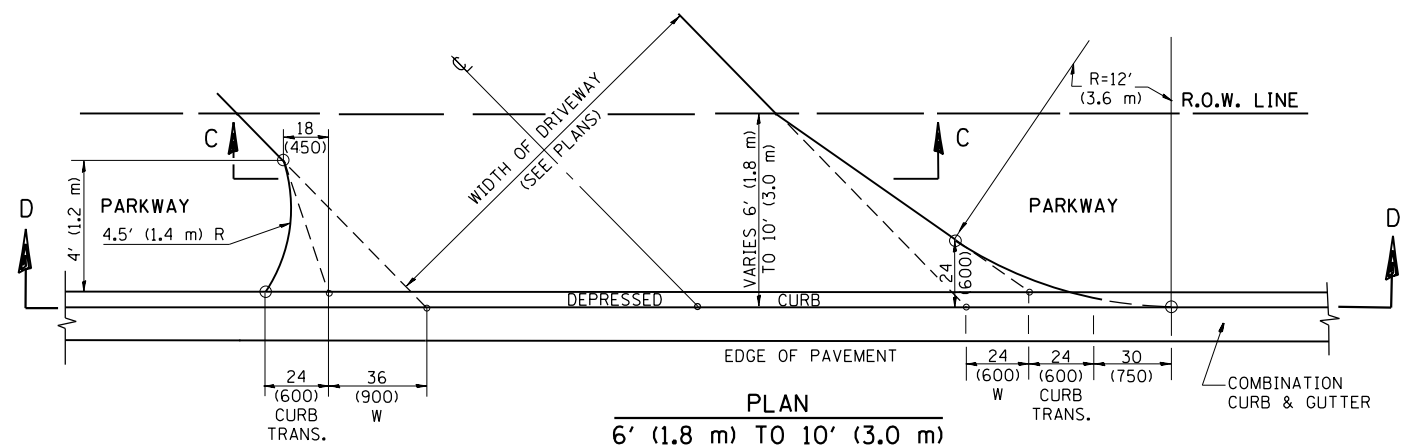 ℄
WIDTH OF DRIVEWAY
(SEE PLANS)
R=12'
(3.6 m)
R.O.W. LINE
C
18
(450)
C
4' (1.2 m)
PARKWAY
4.5' (1.4 m) R
VARIES 6' (1.8 m)
TO 10' (3.0 m)
PARKWAY
D
D
24
(600)
DEPRESSED CURB
EDGE OF PAVEMENT
24
(600)
CURB
TRANS.
36
(900)
W
24
(600)
W
24
(600)
CURB
TRANS.
30
(750)
COMBINATION
CURB & GUTTER
PLAN
6' (1.8 m) TO 10' (3.0 m)